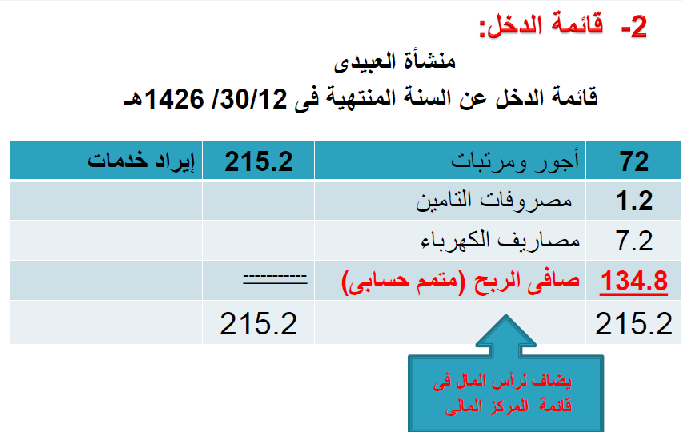 2- قائمة الدخل:
منشأة العبيدى
قائمة الدخل عن السنة المنتهية فى 30/12/ 1426هـ
72 أجور ومرتبات 215.2 إيراد خدمات
1.2 مصروفات التامين
7.2 مصاريف الكهرباء
134.8 صافى الربح (متمم حسابى) -----------
215.2 215.2
يضاف لرأس المال فى
قائمة المركز المالى